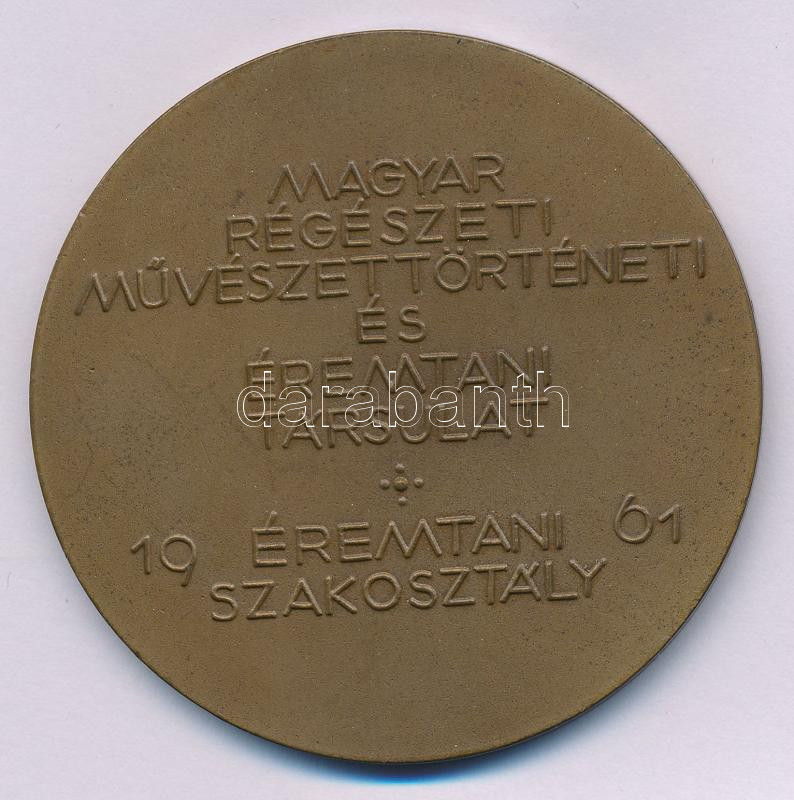 MAGYAR
RÉGÉSZETI
MŰVÉSZETTÖRTÉNETI
ÉS
ÉREMTANI
TÁRSULAT
darabanth
19 ÉREMTANI 61
SZAKOSZTÁLY